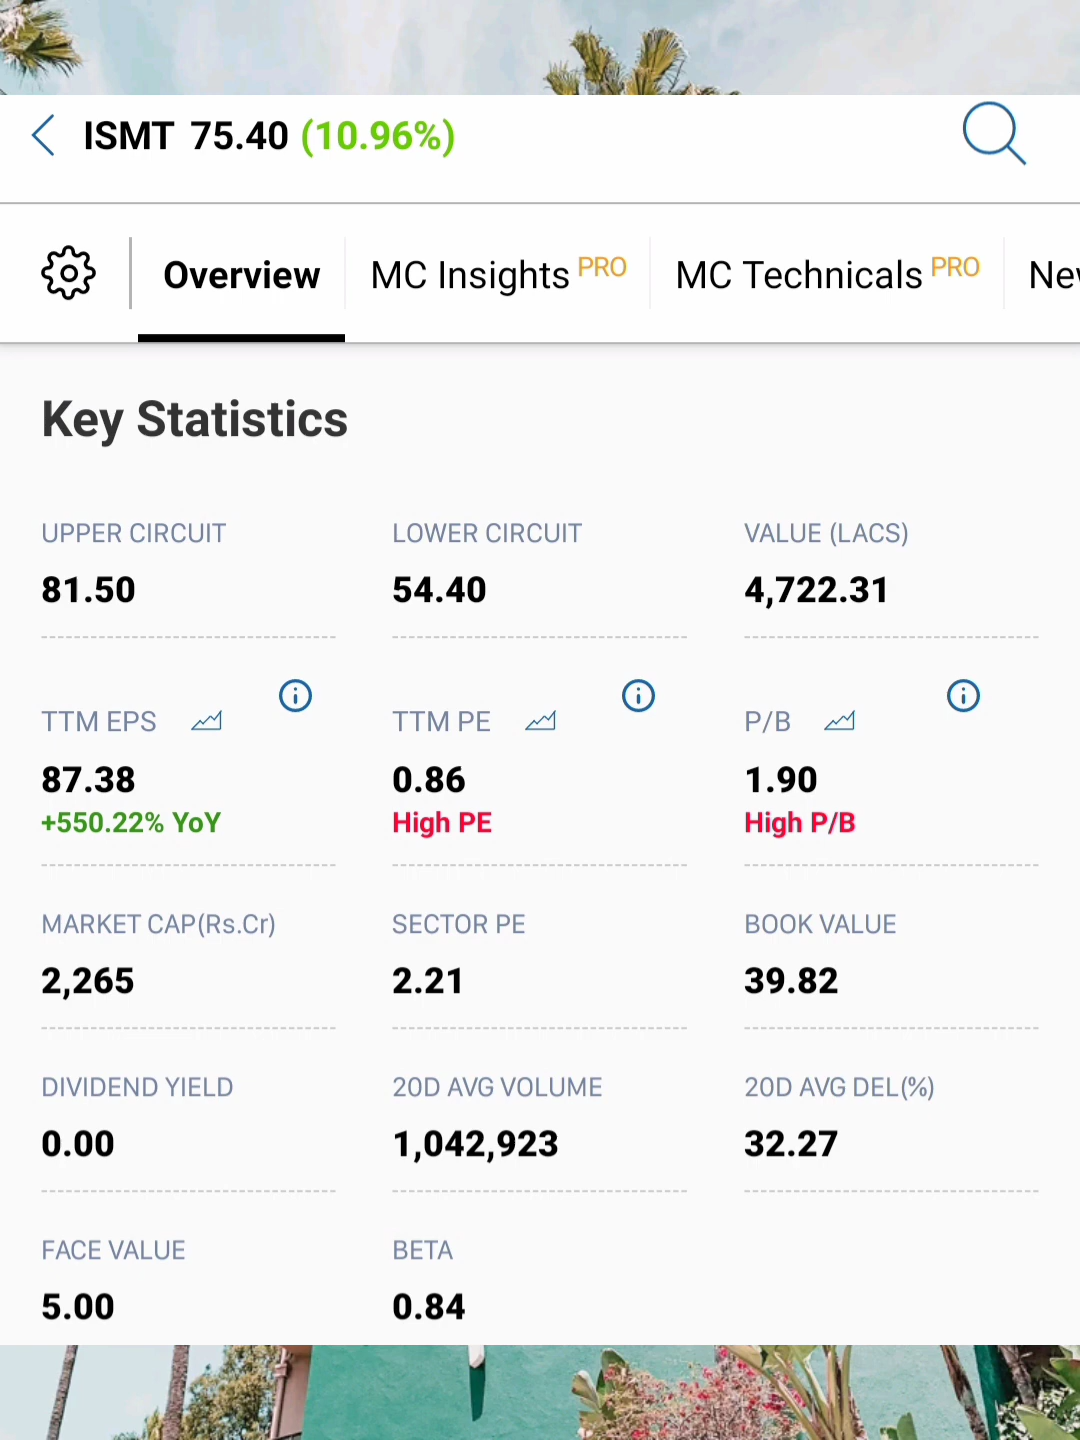 ISMT 75.40 (10.96%)
Overview MC Insights PRO MC Technicals PRO
Key Statistics
UPPER CIRCUIT LOWER CIRCUIT VALUE (LACS)
81.50 54.40 4,722.31
TTM EPS TTM PE P/B
87.38 0.86 1.90
+550.22% YoY High PE High P/B
MARKET CAP(Rs.Cr) SECTOR PE BOOK VALUE
2,265 2.21 39.82
DIVIDEND YIELD 20D AVG VOLUME 20D AVG DEL(%)
0.00 1,042,923 32.27
FACE VALUE BETA
5.00 0.84